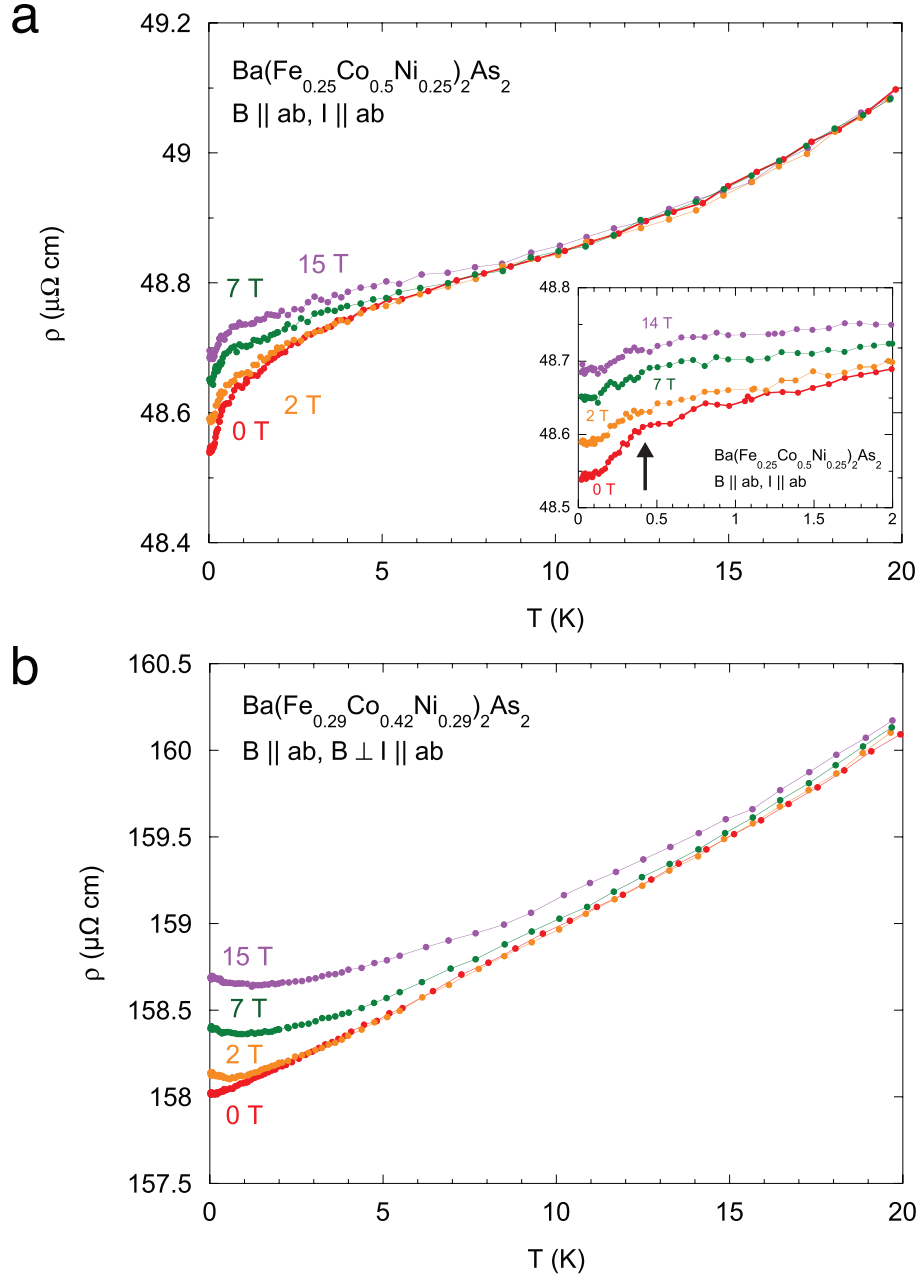 a
49.2
49
48.8
48.6
48.4
ρ (μΩ cm)
Ba(Fe0.25Co0.5Ni0.25)2As2
B || ab, I || ab
7 T
15 T
2 T
0 T
48.8
48.7
48.6
48.5
14 T
7 T
2 T
0 T
Ba(Fe0.25Co0.5Ni0.25)2As2
B || ab, I || ab
0 0.5 1 1.5 2
0 5 10 15 20
T (K)
b
160.5
160
159.5
159
158.5
158
157.5
ρ (μΩ cm)
Ba(Fe0.29Co0.42Ni0.29)2As2
B || ab, B ⊥ I || ab
15 T
7 T
2 T
0 T
0 5 10 15 20
T (K)